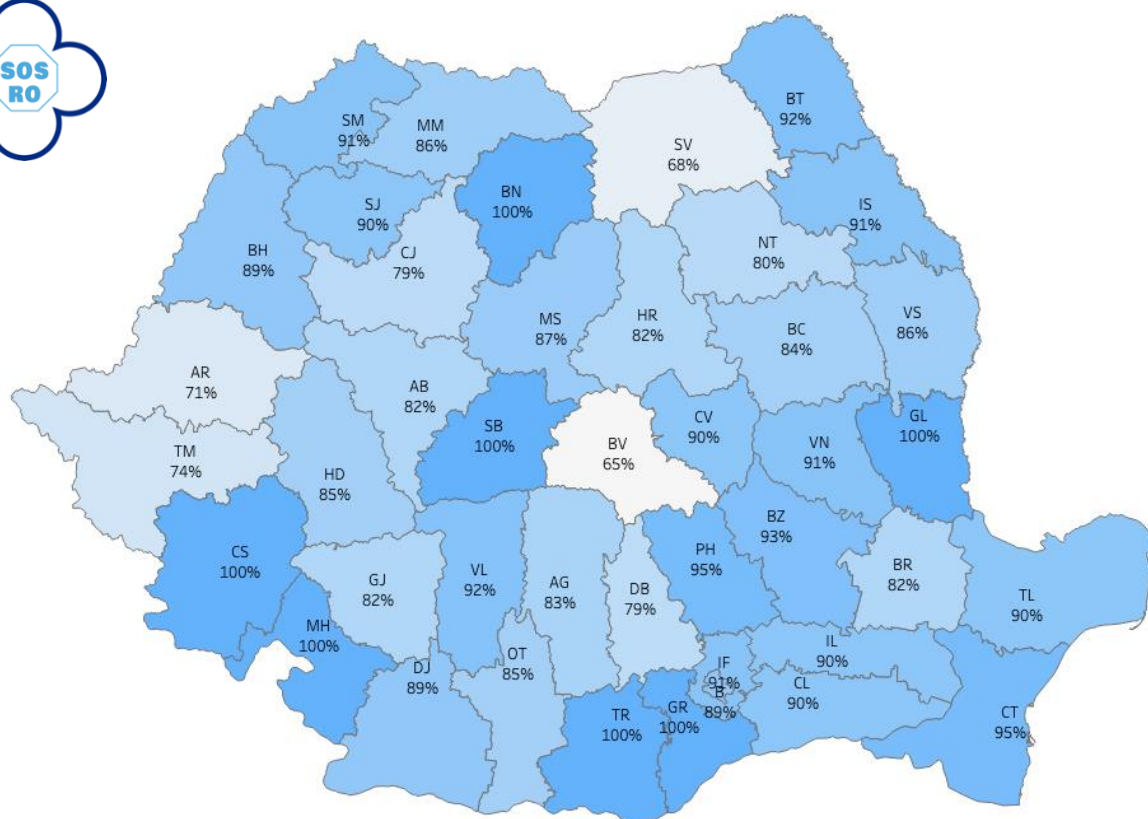 SOS
RO
BT
92%
SM
91%
MM
86%
SV
68%
BN
100%
SJ
90%
IS
91%
BH
89%
CJ
79%
NT
80%
MS
87%
HR
82%
BC
84%
VS
86%
AR
71%
AB
82%
SB
100%
CV
90%
GL
100%
BV
65%
VN
91%
TM
74%
HD
85%
BZ
93%
CS
100%
PH
95%
GJ
82%
VL
92%
AG
83%
DB
79%
BR
82%
TL
90%
MH
100%
DJ
89%
OT
85%
IF
91%
IL
90%
B
89%
CL
90%
TR
100%
GR
100%
CT
95%